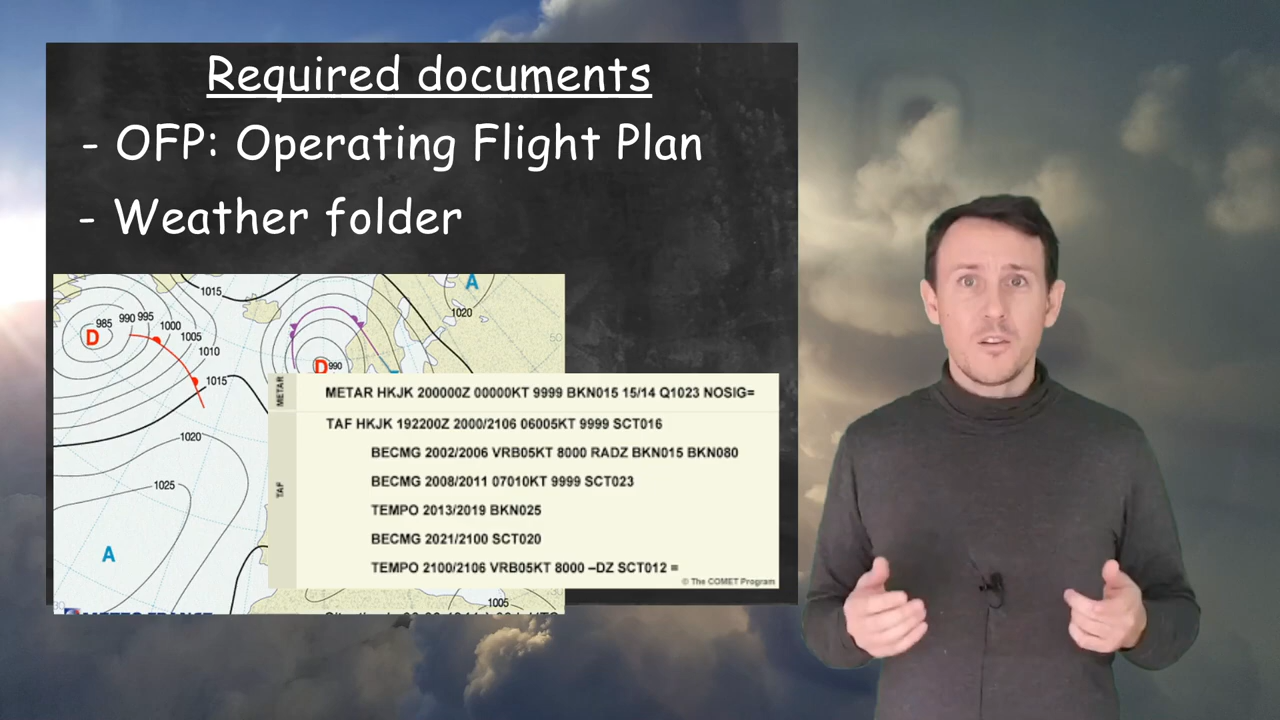 Required documents
- OFP: Operating Flight Plan
- Weather folder
1015
A
985
990
995
1000
1005
1010
1020
D
D
990
1015
1020
1025
A
1005
METAR
METAR HKJK 200000Z 00000KT 9999 BKN015 15/14 Q1023 NOSIG=
TAF
TAF HKJK 192200Z 2000/2106 06005KT 9999 SCT016
BECMG 2002/2006 VRB05KT 8000 RADZ BKN015 BKN080
BECMG 2008/2011 07010KT 9999 SCT023
TEMPO 2013/2019 BKN025
BECMG 2021/2100 SCT020
TEMPO 2100/2106 VRB05KT 8000 –DZ SCT012 =
© The COMET Program